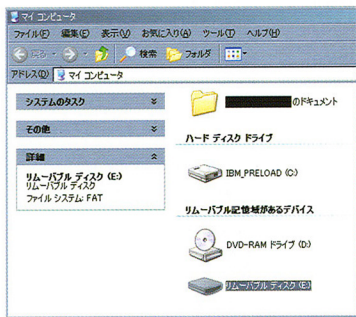 マイ コンピュータ
ファイル(F) 編集(E) 表示(V) お気に入り(A) ツール(T) ヘルプ(H)
戻る 検索 フォルダ
アドレス(D) マイ コンピュータ
システムのタスク
その他
詳細
リムーバブル ディスク (E:)
リムーバブル ディスク
ファイル システム: FAT
のドキュメント
ハード ディスク ドライブ
IBM_PRELOAD (C:)
リムーバブル記憶域があるデバイス
DVD-RAM ドライブ (D:)
リムーバブル ディスク (E:)